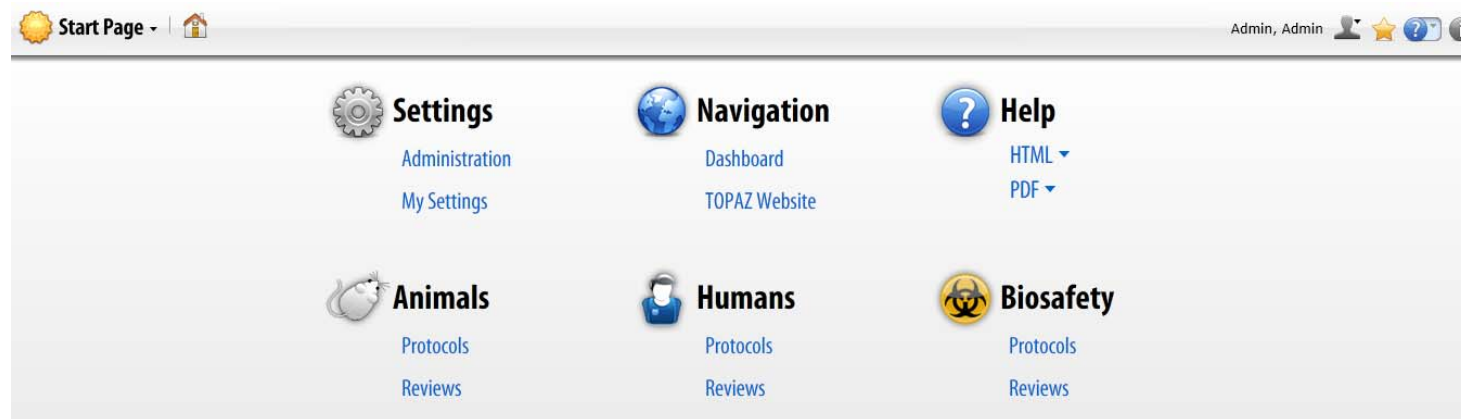 Start Page
Admin, Admin
Settings
Administration
My Settings
Navigation
Dashboard
TOPAZ Website
Help
HTML
PDF
Animals
Protocols
Reviews
Humans
Protocols
Reviews
Biosafety
Protocols
Reviews